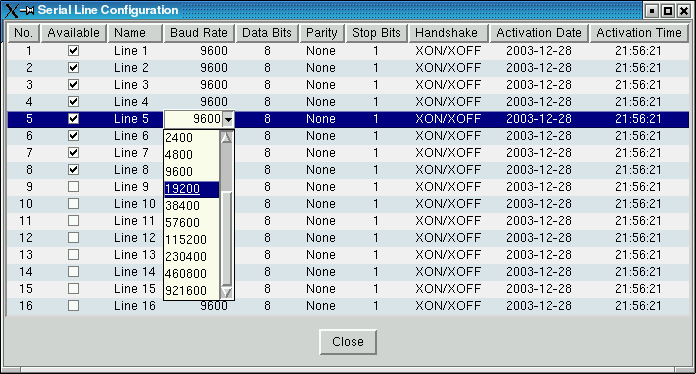 Serial Line Configuration
No. Available Name Baud Rate Data Bits Parity Stop Bits Handshake Activation Date Activation Time
1 Line 1 9600 8 None 1 XON/XOFF 2003-12-28 21:56:21
2 Line 2 9600 8 None 1 XON/XOFF 2003-12-28 21:56:21
3 Line 3 9600 8 None 1 XON/XOFF 2003-12-28 21:56:21
4 Line 4 9600 8 None 1 XON/XOFF 2003-12-28 21:56:21
5 Line 5 9600 8 None 1 XON/XOFF 2003-12-28 21:56:21
6 Line 6 2400 8 None 1 XON/XOFF 2003-12-28 21:56:21
7 Line 7 4800 8 None 1 XON/XOFF 2003-12-28 21:56:21
8 Line 8 9600 8 None 1 XON/XOFF 2003-12-28 21:56:21
9 Line 9 19200 8 None 1 XON/XOFF 2003-12-28 21:56:21
10 Line 10 38400 8 None 1 XON/XOFF 2003-12-28 21:56:21
11 Line 11 57600 8 None 1 XON/XOFF 2003-12-28 21:56:21
12 Line 12 115200 8 None 1 XON/XOFF 2003-12-28 21:56:21
13 Line 13 230400 8 None 1 XON/XOFF 2003-12-28 21:56:21
14 Line 14 460800 8 None 1 XON/XOFF 2003-12-28 21:56:21
15 Line 15 921600 8 None 1 XON/XOFF 2003-12-28 21:56:21
16 Line 16 9600 8 None 1 XON/XOFF 2003-12-28 21:56:21
Close